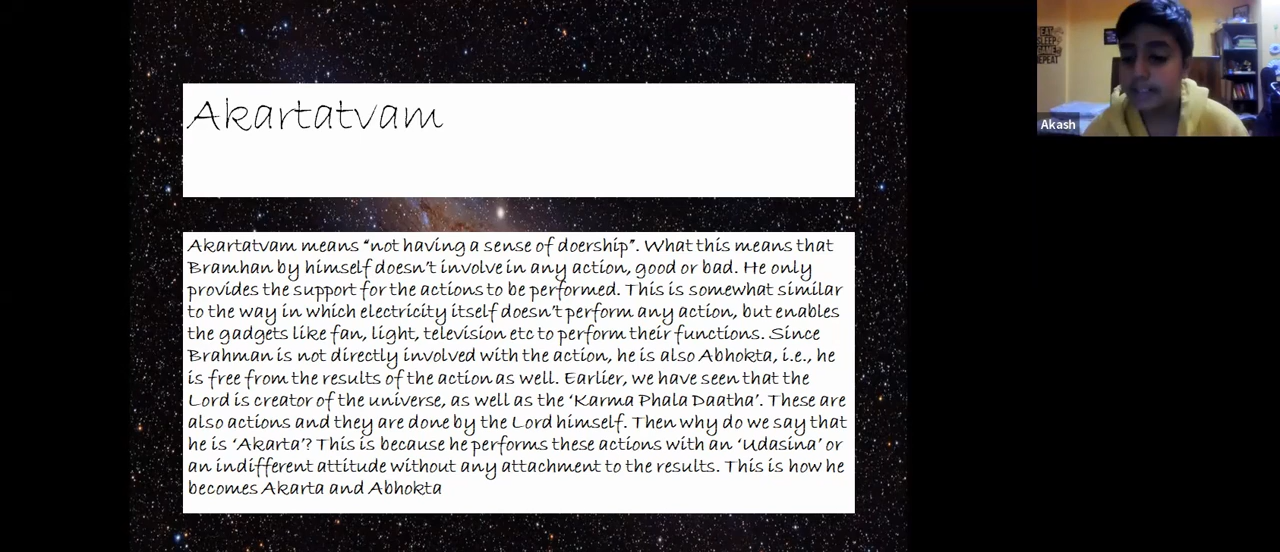 Akartatvam
Akartatvam means “not having a sense of doership”. What this means that
Bramhan by himself doesn’t involve in any action, good or bad. He only
provides the support for the actions to be performed. This is somewhat similar
to the way in which electricity itself doesn’t perform any action, but enables
the gadgets like fan, light, television etc to perform their functions. Since
Brahman is not directly involved with the action, he is also Abhokta, i.e., he
is free from the results of the action as well. Earlier, we have seen that the
Lord is creator of the universe, as well as the ‘Karma Phala Daatha’. These are
also actions and they are done by the Lord himself. Then why do we say that
he is ‘Akarta’? This is because he performs these actions with an ‘Udasina’ or
an indifferent attitude without any attachment to the results. This is how he
becomes Akarta and Abhokta
EAT
SLEEP
GAME
REPEAT
Akash